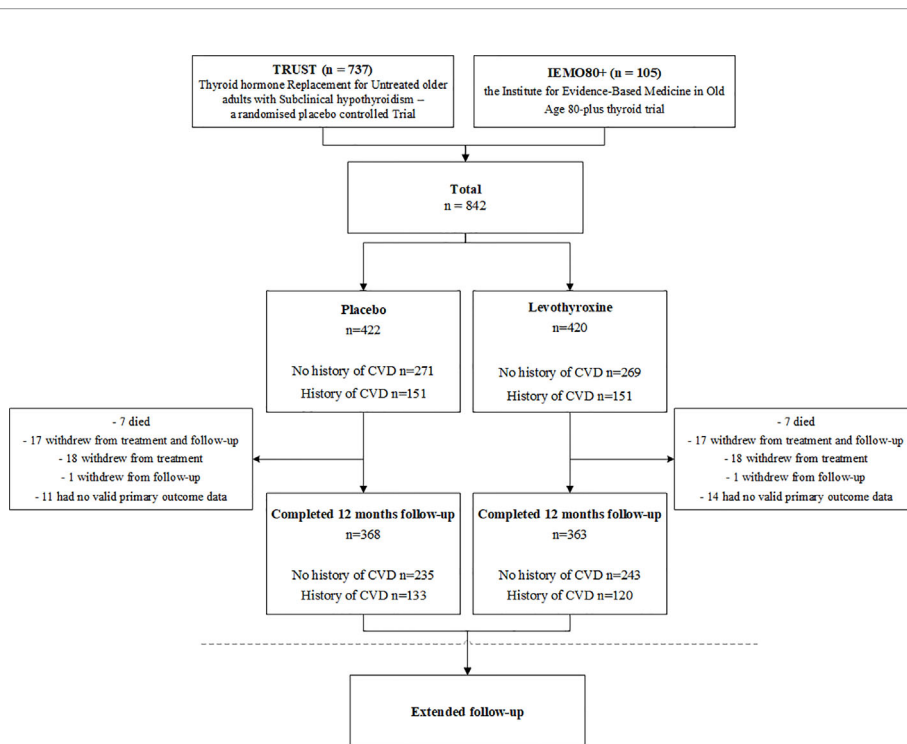 TRUST (n = 737)
Thyroid hormone Replacement for Untreated older
adults with Subclinical hypothyroidism –
a randomised placebo controlled Trial
IEMO80+ (n = 105)
the Institute for Evidence-Based Medicine in Old
Age 80-plus thyroid trial
Total
n = 842
Placebo
n=422
No history of CVD n=271
History of CVD n=151
Levothyroxine
n=420
No history of CVD n=269
History of CVD n=151
- 7 died
- 17 withdrew from treatment and follow-up
- 18 withdrew from treatment
- 1 withdrew from follow-up
- 11 had no valid primary outcome data
- 7 died
- 17 withdrew from treatment and follow-up
- 18 withdrew from treatment
- 1 withdrew from follow-up
- 14 had no valid primary outcome data
Completed 12 months follow-up
n=368
No history of CVD n=235
History of CVD n=133
Completed 12 months follow-up
n=363
No history of CVD n=243
History of CVD n=120
Extended follow-up